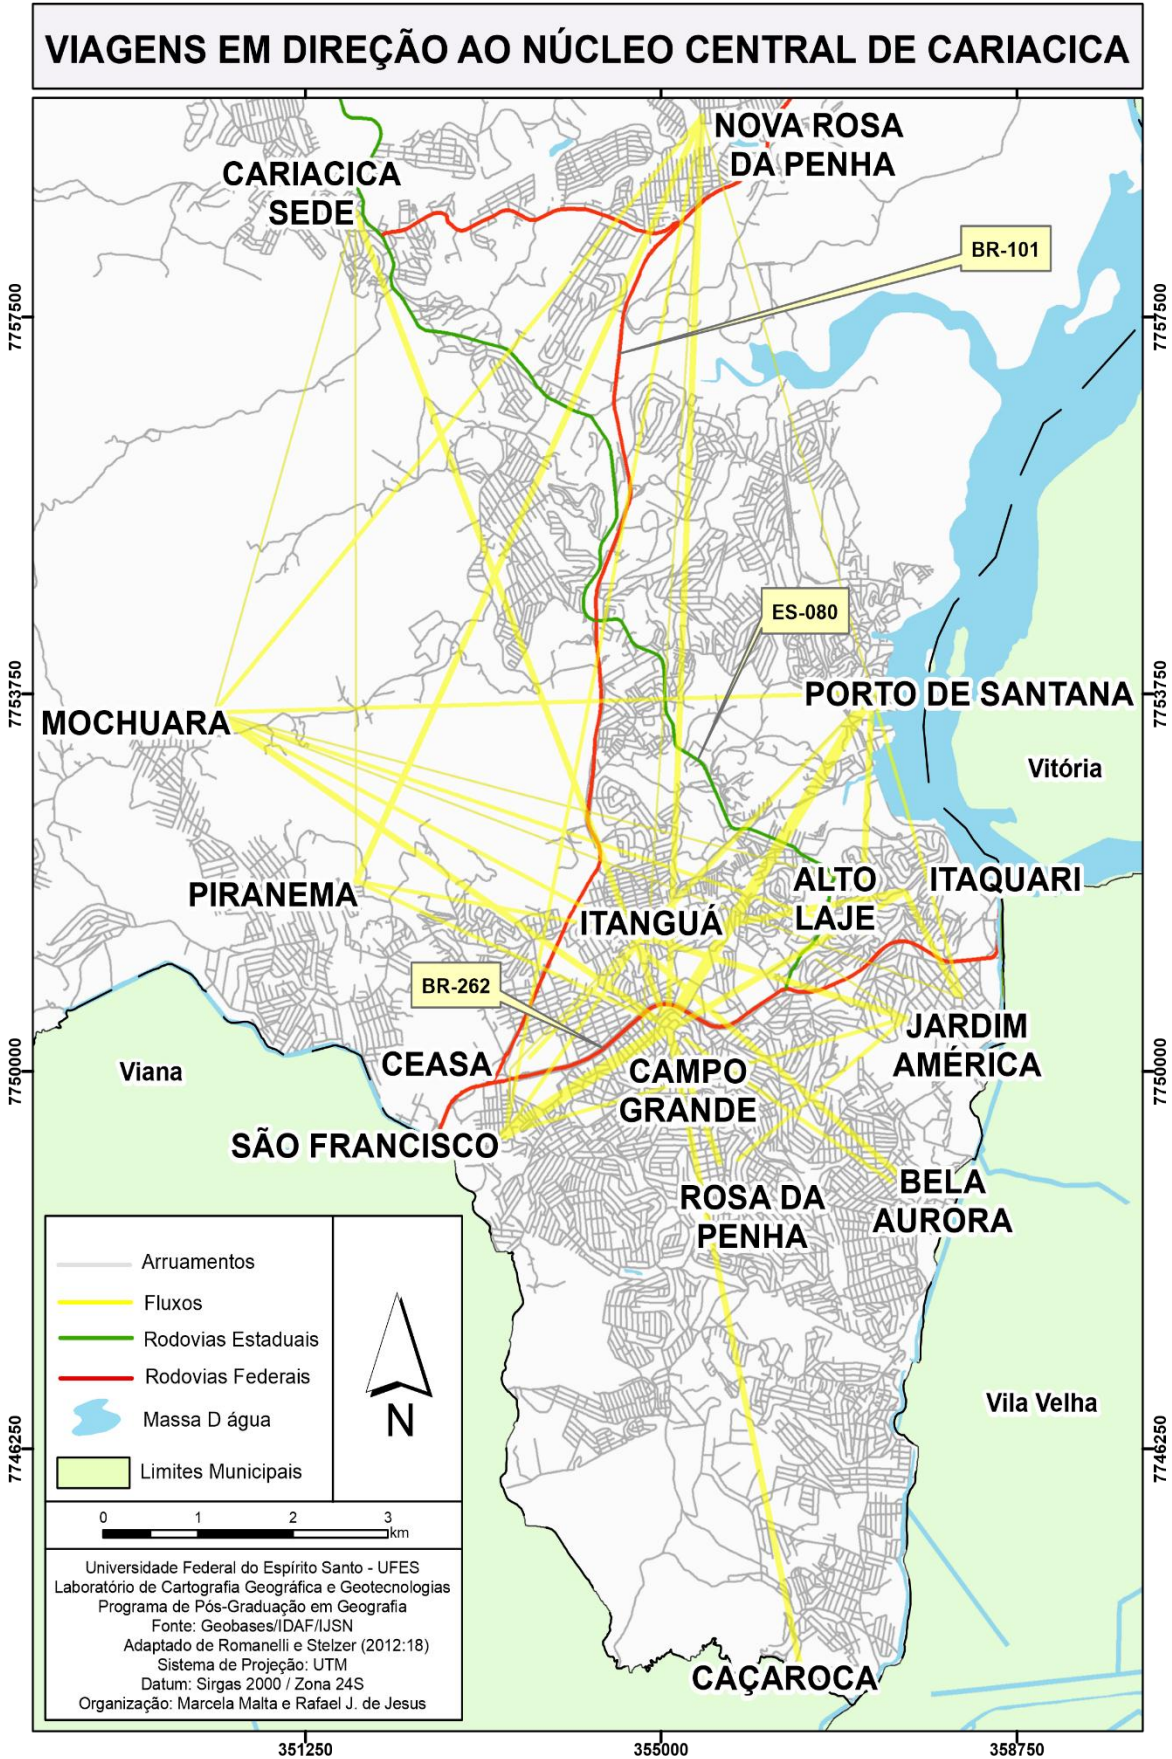 VIAGENS EM DIREÇÃO AO NÚCLEO CENTRAL DE CARIACICA
NOVA ROSA
DA PENHA
CARIACICA
SEDE
BR-101
7757500
7757500
ES-080
7753750
7753750
PORTO DE SANTANA
MOCHUARA
Vitória
PIRANEMA
ALTO
LAJE
ITAQUARI
ITANGUÁ
BR-262
JARDIM
AMÉRICA
CEASA
Viana
CAMPO
GRANDE
7750000
7750000
SÃO FRANCISCO
BELA
AURORA
ROSA DA
PENHA
Arruamentos
Fluxos
Rodovias Estaduais
Rodovias Federais
Massa D água
Limites Municipais
N
Vila Velha
7746250
7746250
0 1 2 3
km
Universidade Federal do Espírito Santo - UFES
Laboratório de Cartografia Geográfica e Geotecnologias
Programa de Pós-Graduação em Geografia
Fonte: Geobases/IDAF/IJSN
Adaptado de Romanelli e Stelzer (2012:18)
Sistema de Projeção: UTM
Datum: Sirgas 2000 / Zona 24S
Organização: Marcela Malta e Rafael J. de Jesus
CAÇAROCA
351250 355000 358750